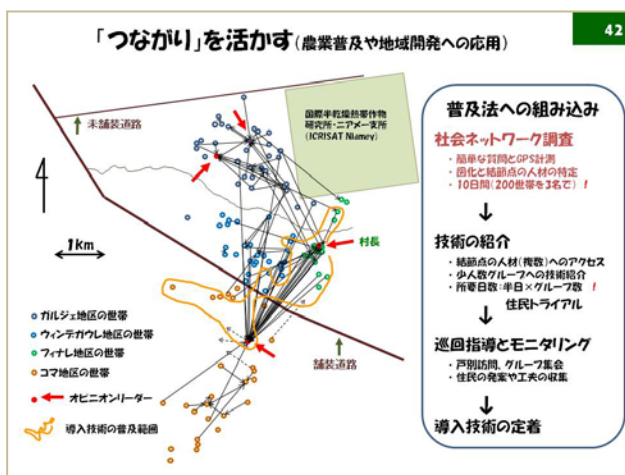 「つながり」を活かす(農業普及や地域開発への応用)
42
未舗装道路
国際半乾燥熱帯作物
研究所・ニアメー支所
(ICRISAT Niamey)
1km
村長
ガルジェ地区の世帯
ウィンデガウレ地区の世帯
フィナレ地区の世帯
コマ地区の世帯
オピニオンリーダー
導入技術の普及範囲
舗装道路
普及法への組み込み
社会ネットワーク調査
・簡単な質問とGPS計測
・図化と結節点の人材の特定
・10日間(200世帯を3名で)!
技術の紹介
・結節点の人材(複数)へのアクセス
・少人数グループへの技術紹介
・所要日数:半日×グループ数 !
住民トライアル
巡回指導とモニタリング
・戸別訪問、グループ集会
・住民の発案や工夫の収集
導入技術の定着